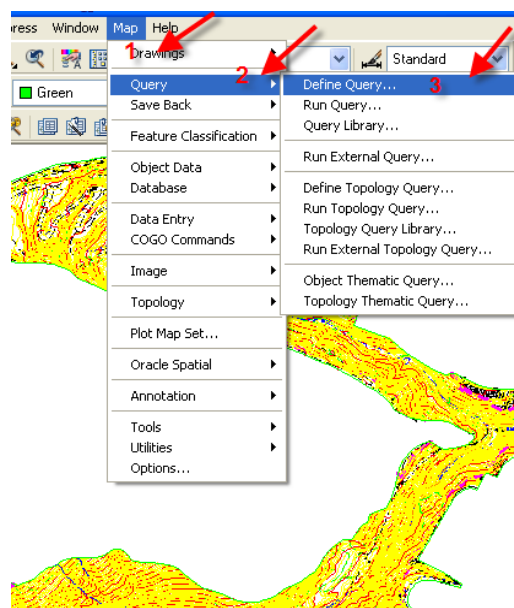 press Window Map Help
1
Drawings
Standard
Green
Query
2
Save Back
Feature Classification
Object Data
Database
Data Entry
COGO Commands
Image
Topology
Plot Map Set...
Oracle Spatial
Annotation
Tools
Utilities
Options...
Define Query...
3
Run Query...
Query Library...
Run External Query...
Define Topology Query...
Run Topology Query...
Topology Query Library...
Run External Topology Query...
Object Thematic Query...
Topology Thematic Query...